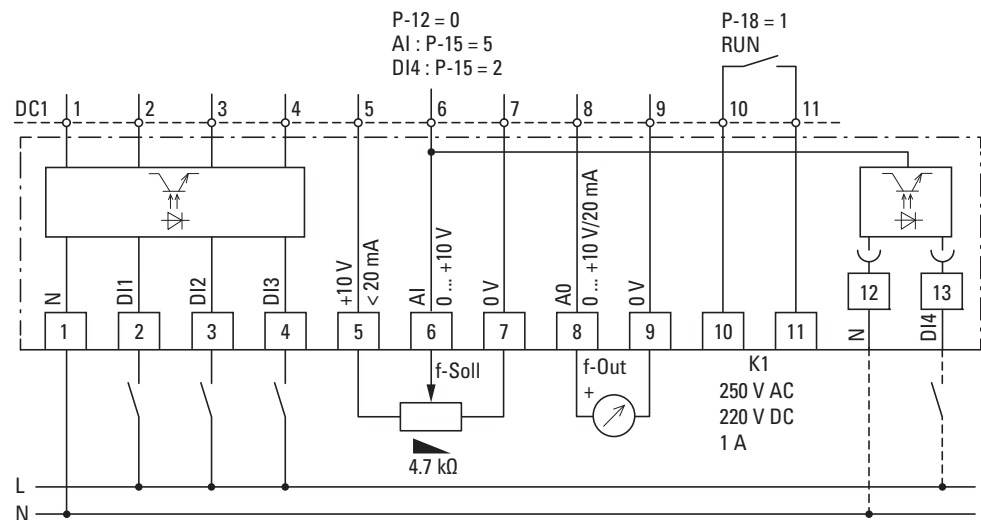 P-12 = 0
AI : P-15 = 5
DI4 : P-15 = 2
P-18 = 1
RUN
DC1 1 2 3 4 5 6 7 8 9 10 11
N
DI1
DI2
DI3
+10 V
< 20 mA
AI
0 ... +10 V
0 V
A0
0 ... +10 V/20 mA
0 V
12 13
N
DI4
1 2 3 4 5 6 7 8 9 10 11
f-Soll
4.7 kΩ
f-Out
+
K1
250 V AC
220 V DC
1 A
L
N